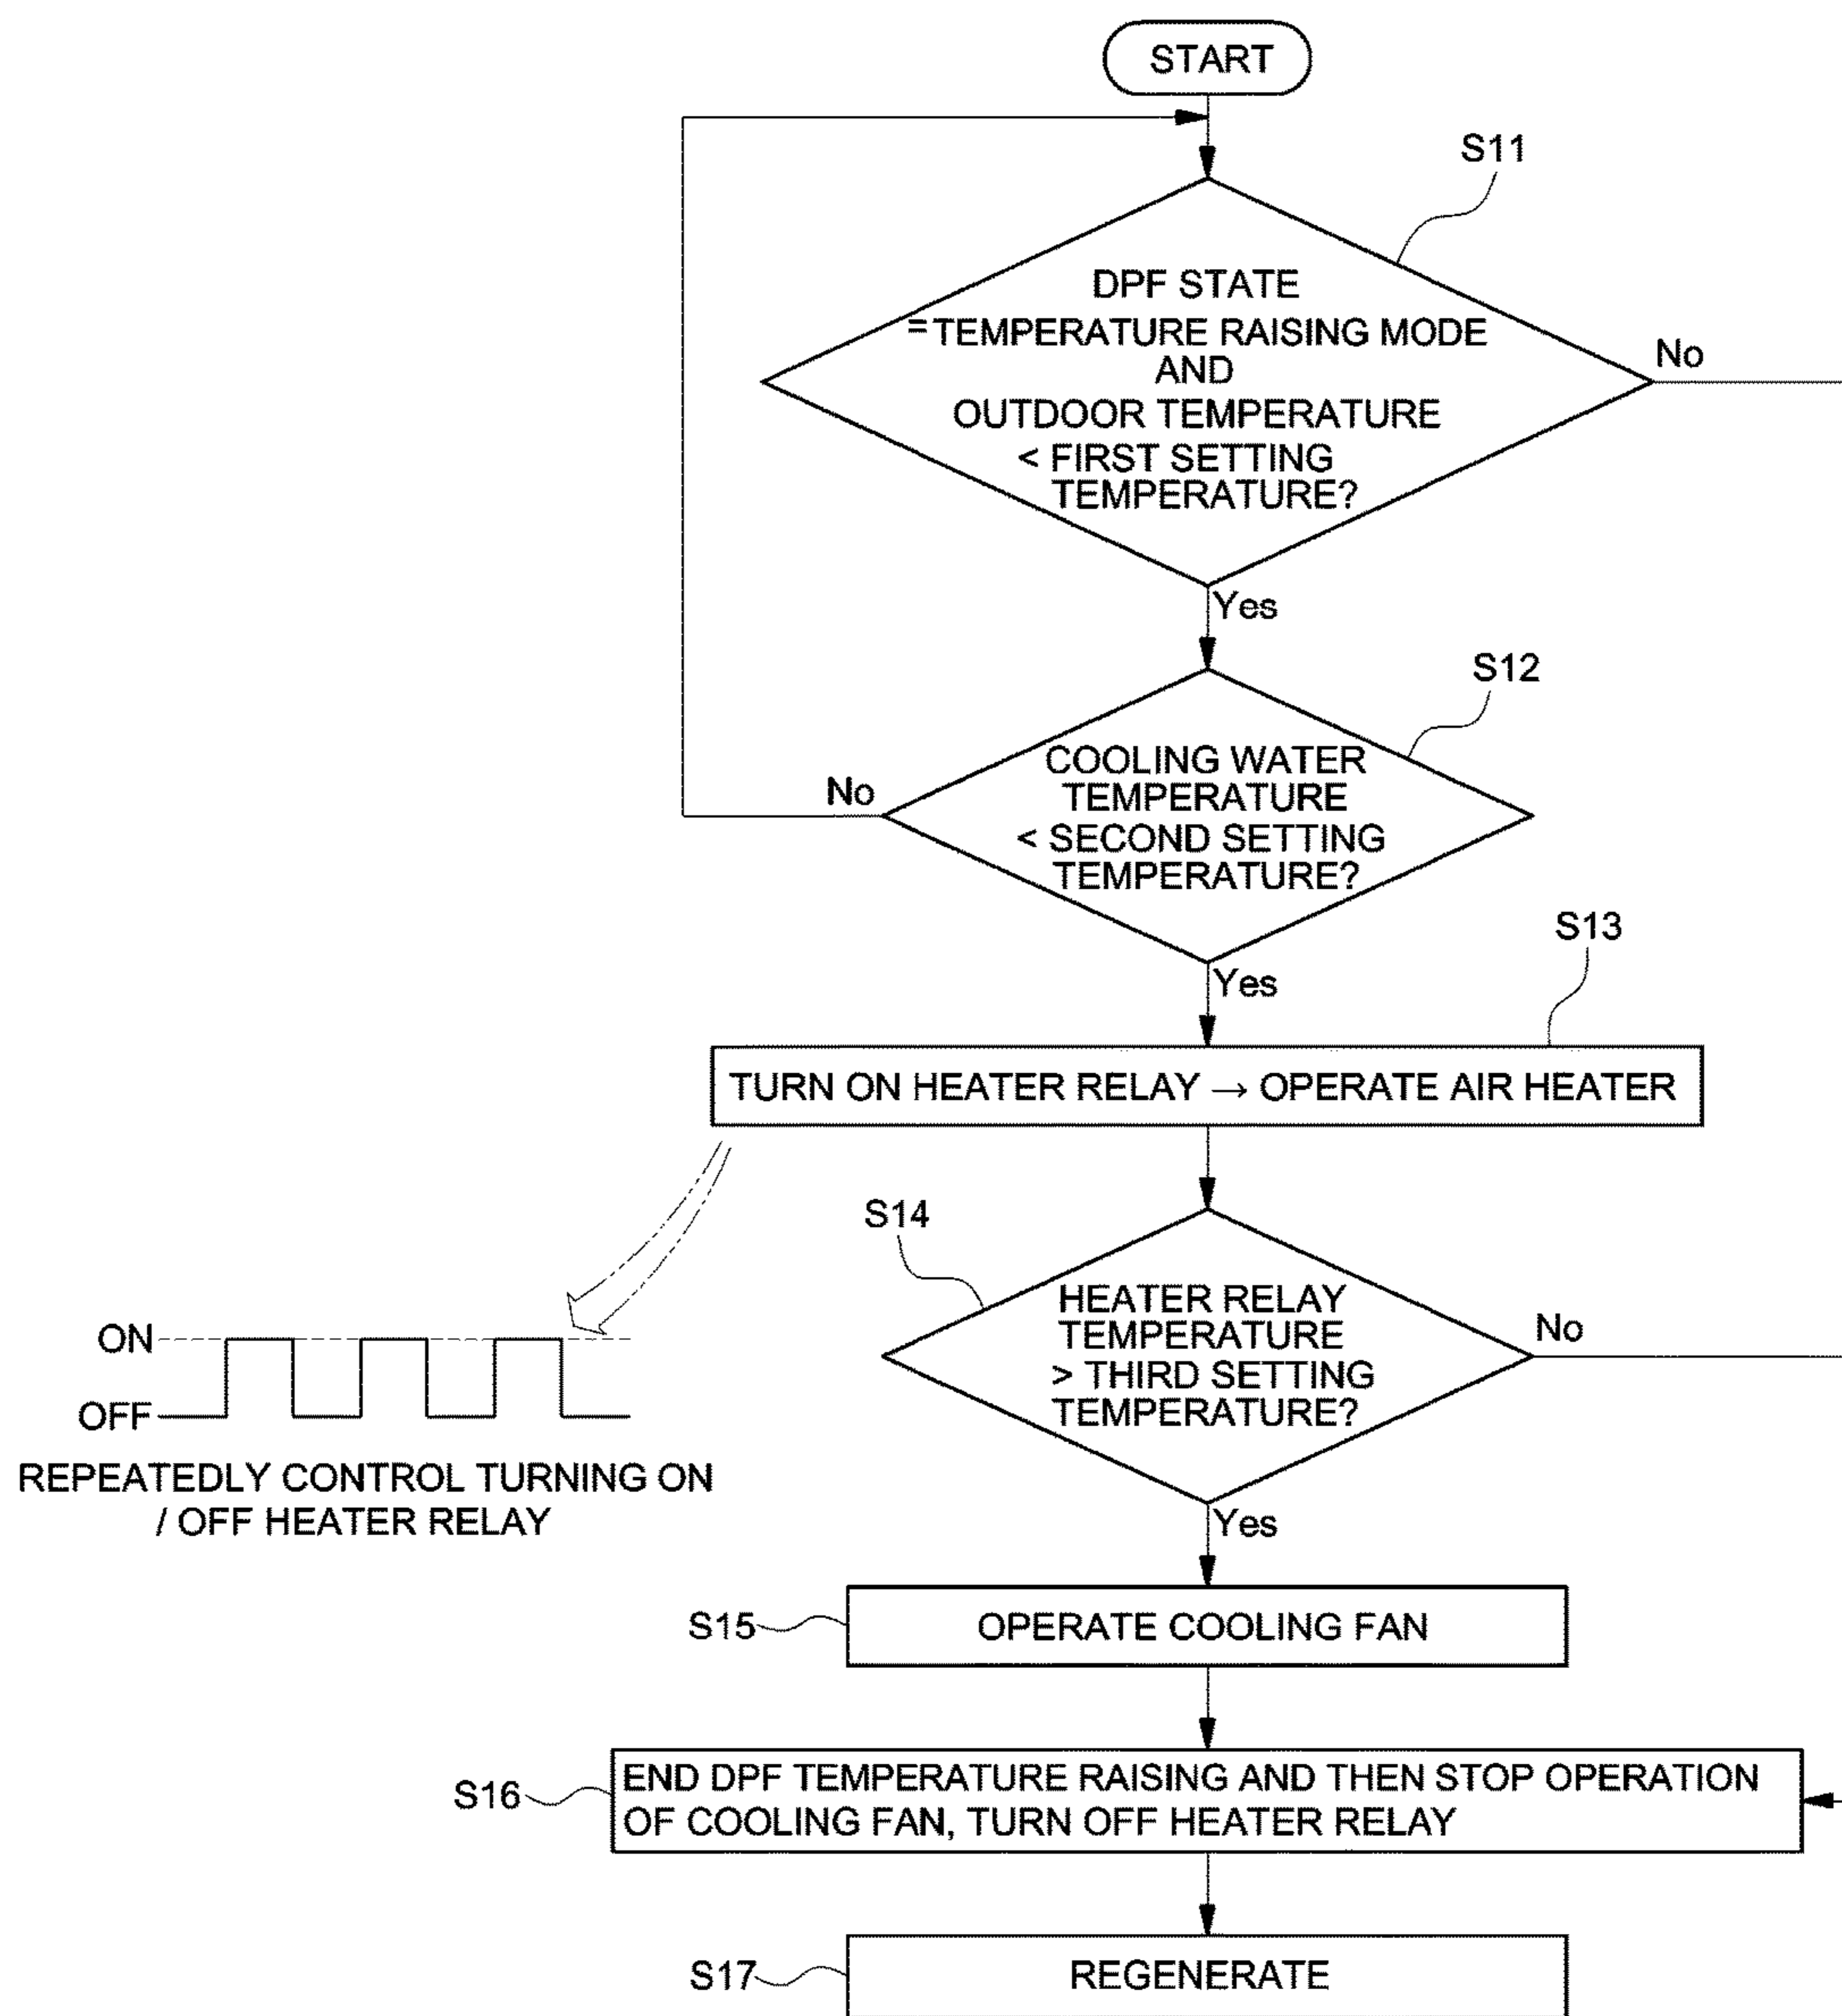 START
S11
DPF STATE
=TEMPERATURE RAISING MODE
AND
OUTDOOR TEMPERATURE
< FIRST SETTING
TEMPERATURE?
No
Yes
S12
COOLING WATER
TEMPERATURE
< SECOND SETTING
TEMPERATURE?
No
Yes
S13
TURN ON HEATER RELAY → OPERATE AIR HEATER
S14
HEATER RELAY
TEMPERATURE
> THIRD SETTING
TEMPERATURE?
No
ON
OFF
REPEATEDLY CONTROL TURNING ON
/ OFF HEATER RELAY
Yes
S15
OPERATE COOLING FAN
S16
END DPF TEMPERATURE RAISING AND THEN STOP OPERATION
OF COOLING FAN, TURN OFF HEATER RELAY
S17
REGENERATE